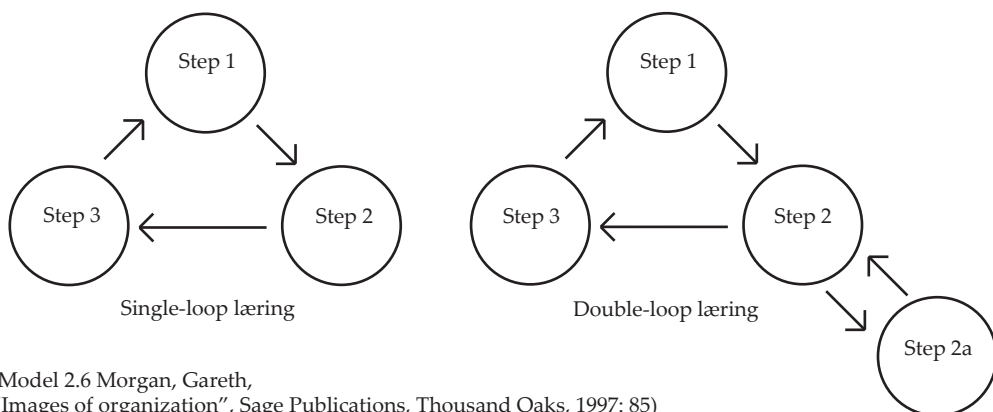 Step 1
Step 3
Step 2
Single-loop læring
Step 1
Step 3
Step 2
Step 2a
Double-loop læring
Model 2.6 Morgan, Gareth,
Images of organization”, Sage Publications, Thousand Oaks, 1997: 85)